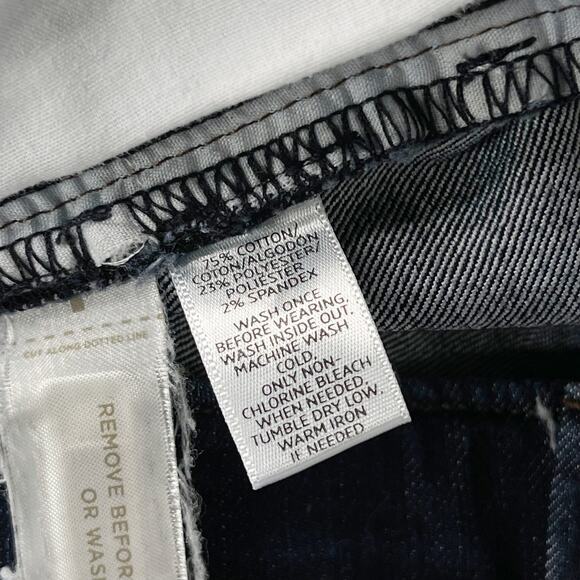 75% COTTON/
COTON/ALGODON
23% POLYESTER/
POLIESTER
2% SPANDEX
WASH ONCE
BEFORE WEARING.
WASH INSIDE OUT.
MACHINE WASH
COLD.
ONLY NON-
CHLORINE BLEACH
WHEN NEEDED.
TUMBLE DRY LOW.
WARM IRON
IF NEEDED
CUT ALONG DOTTED LINE
REMOVE BEFOR
OR WASH